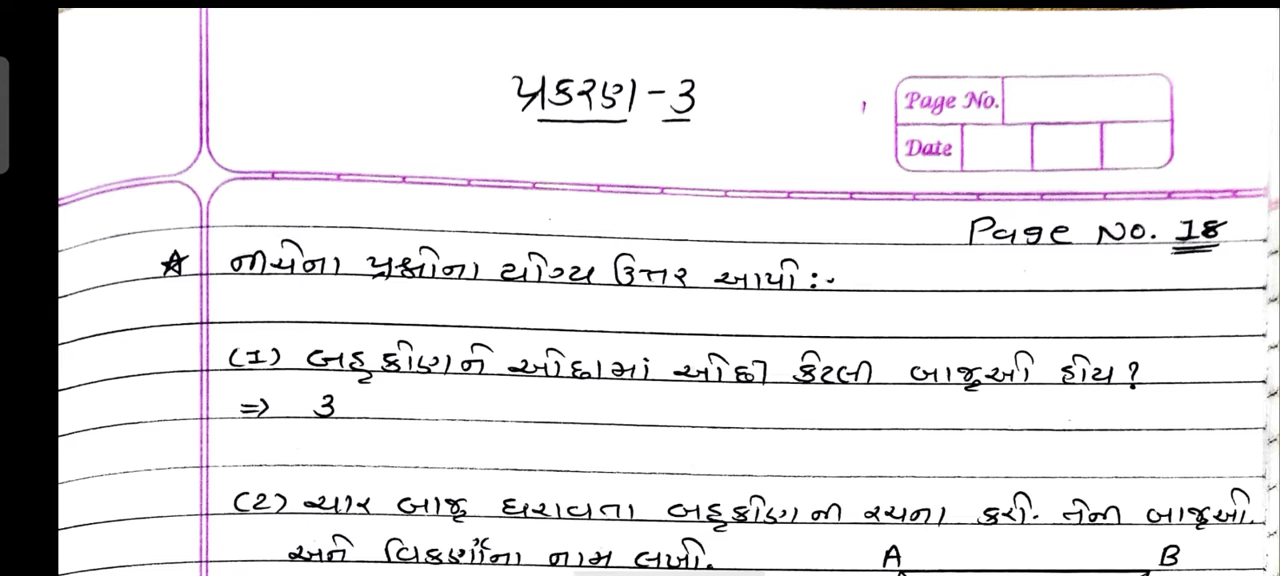 પ્રકરણ-3
Page No.
Date
Page No. 18
☆ નીચેના પ્રશ્નોના યોગ્ય ઉત્તર આપો :-
(1) બહુકોણને ઓછામાં ઓછી કેટલી બાજુઓ હોય?
=> 3
(2) ચાર બાજૂ ધરાવતા બહુકોણની રચના કરી. તેની બાજૂઓ.
અને વિકર્ણોના નામ લખો. A B